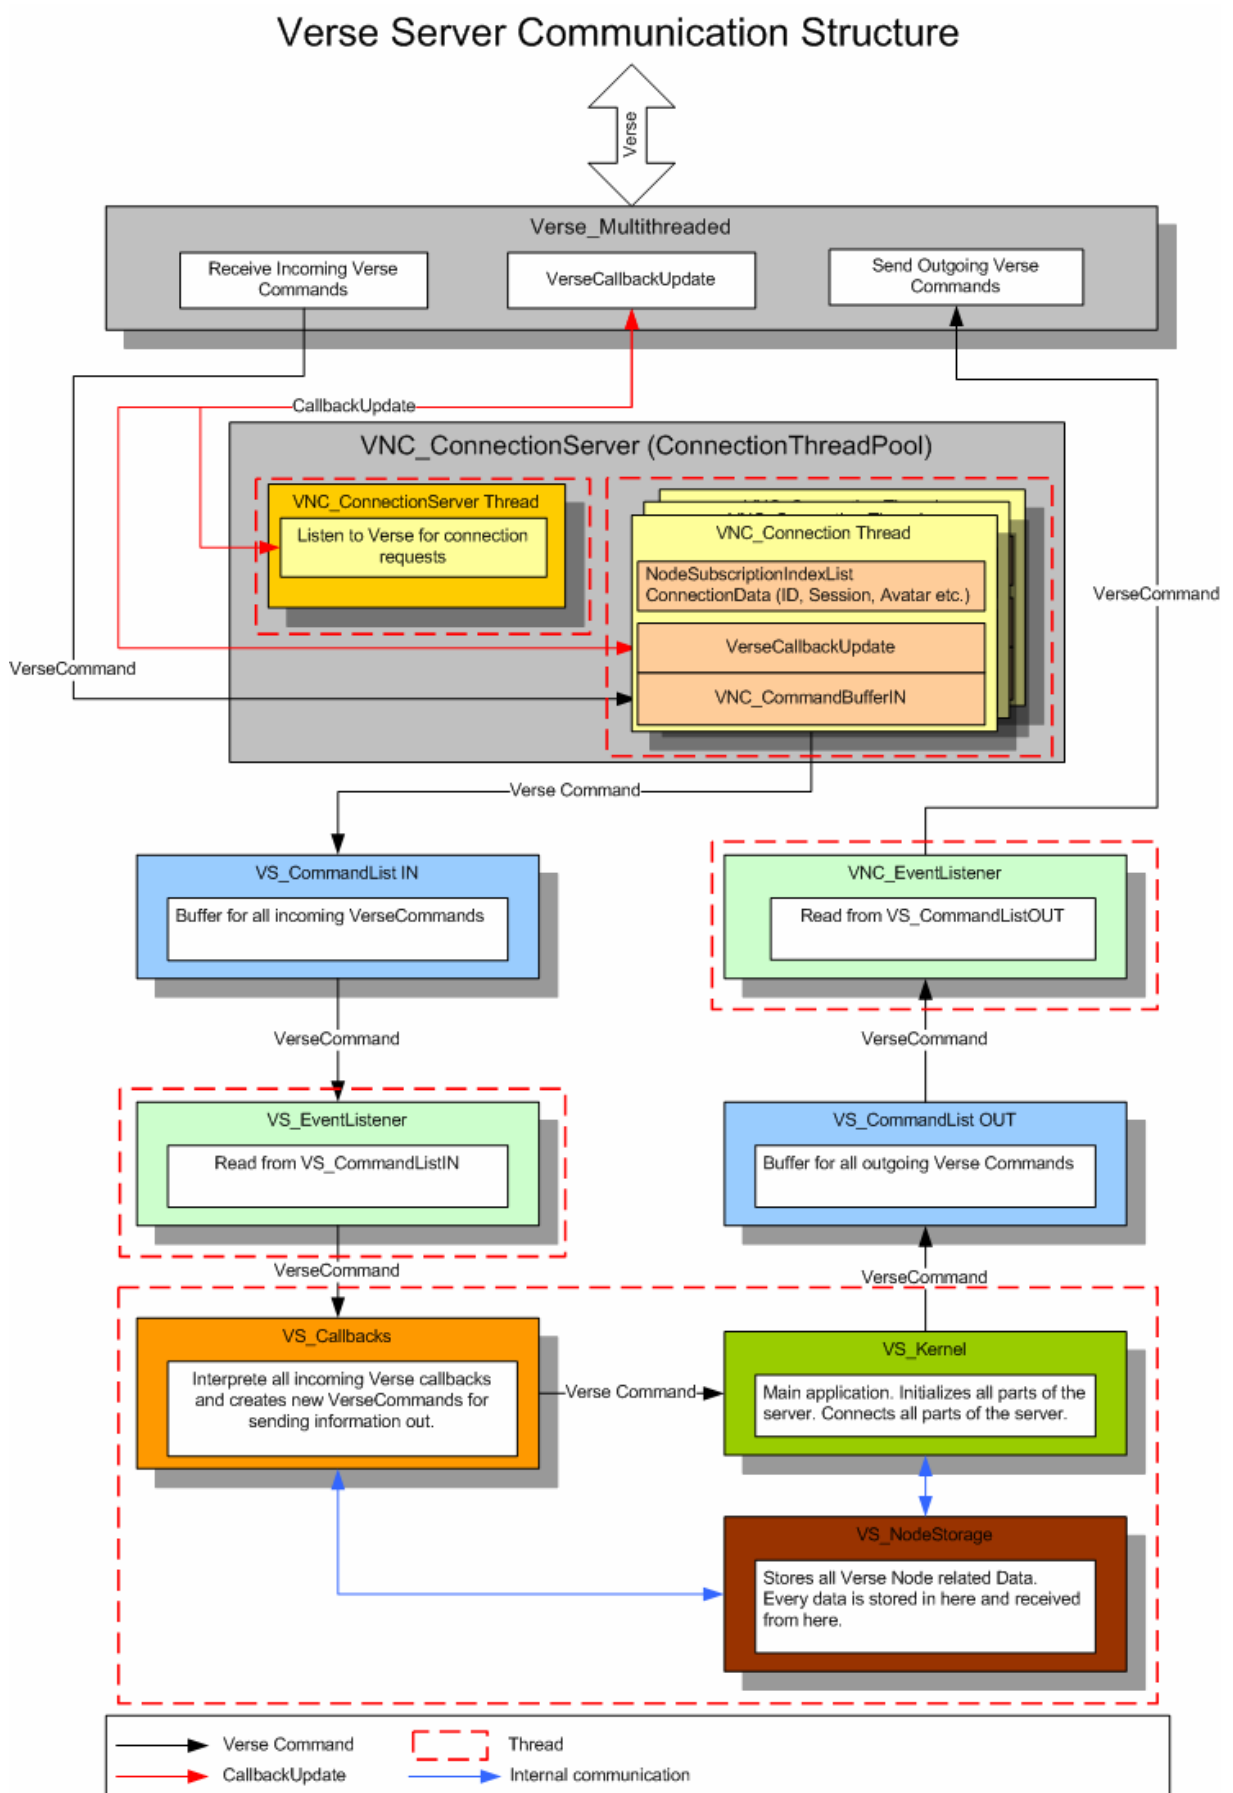 Verse Server Communication Structure
Verse
Verse_Multithreaded
Receive Incoming Verse
Commands
VerseCallbackUpdate
Send Outgoing Verse
Commands
CallbackUpdate
VNC_ConnectionServer (ConnectionThreadPool)
VNC_ConnectionServer Thread
Listen to Verse for connection
requests
VNC_Connection Thread
NodeSubscriptionIndexList
ConnectionData (ID, Session, Avatar etc.)
VerseCallbackUpdate
VNC_CommandBufferIN
VerseCommand
VerseCommand
Verse Command
VS_CommandList IN
Buffer for all incoming VerseCommands
VNC_EventListener
Read from VS_CommandListOUT
VerseCommand
VerseCommand
VS_EventListener
Read from VS_CommandListIN
VS_CommandList OUT
Buffer for all outgoing Verse Commands
VerseCommand
VerseCommand
VS_Callbacks
Interprete all incoming Verse callbacks
and creates new VerseCommands for
sending information out.
Verse Command
VS_Kernel
Main application. Initializes all parts of the
server. Connects all parts of the server.
VS_NodeStorage
Stores all Verse Node related Data.
Every data is stored in here and received
from here.
Verse Command
Thread
CallbackUpdate
Internal communication